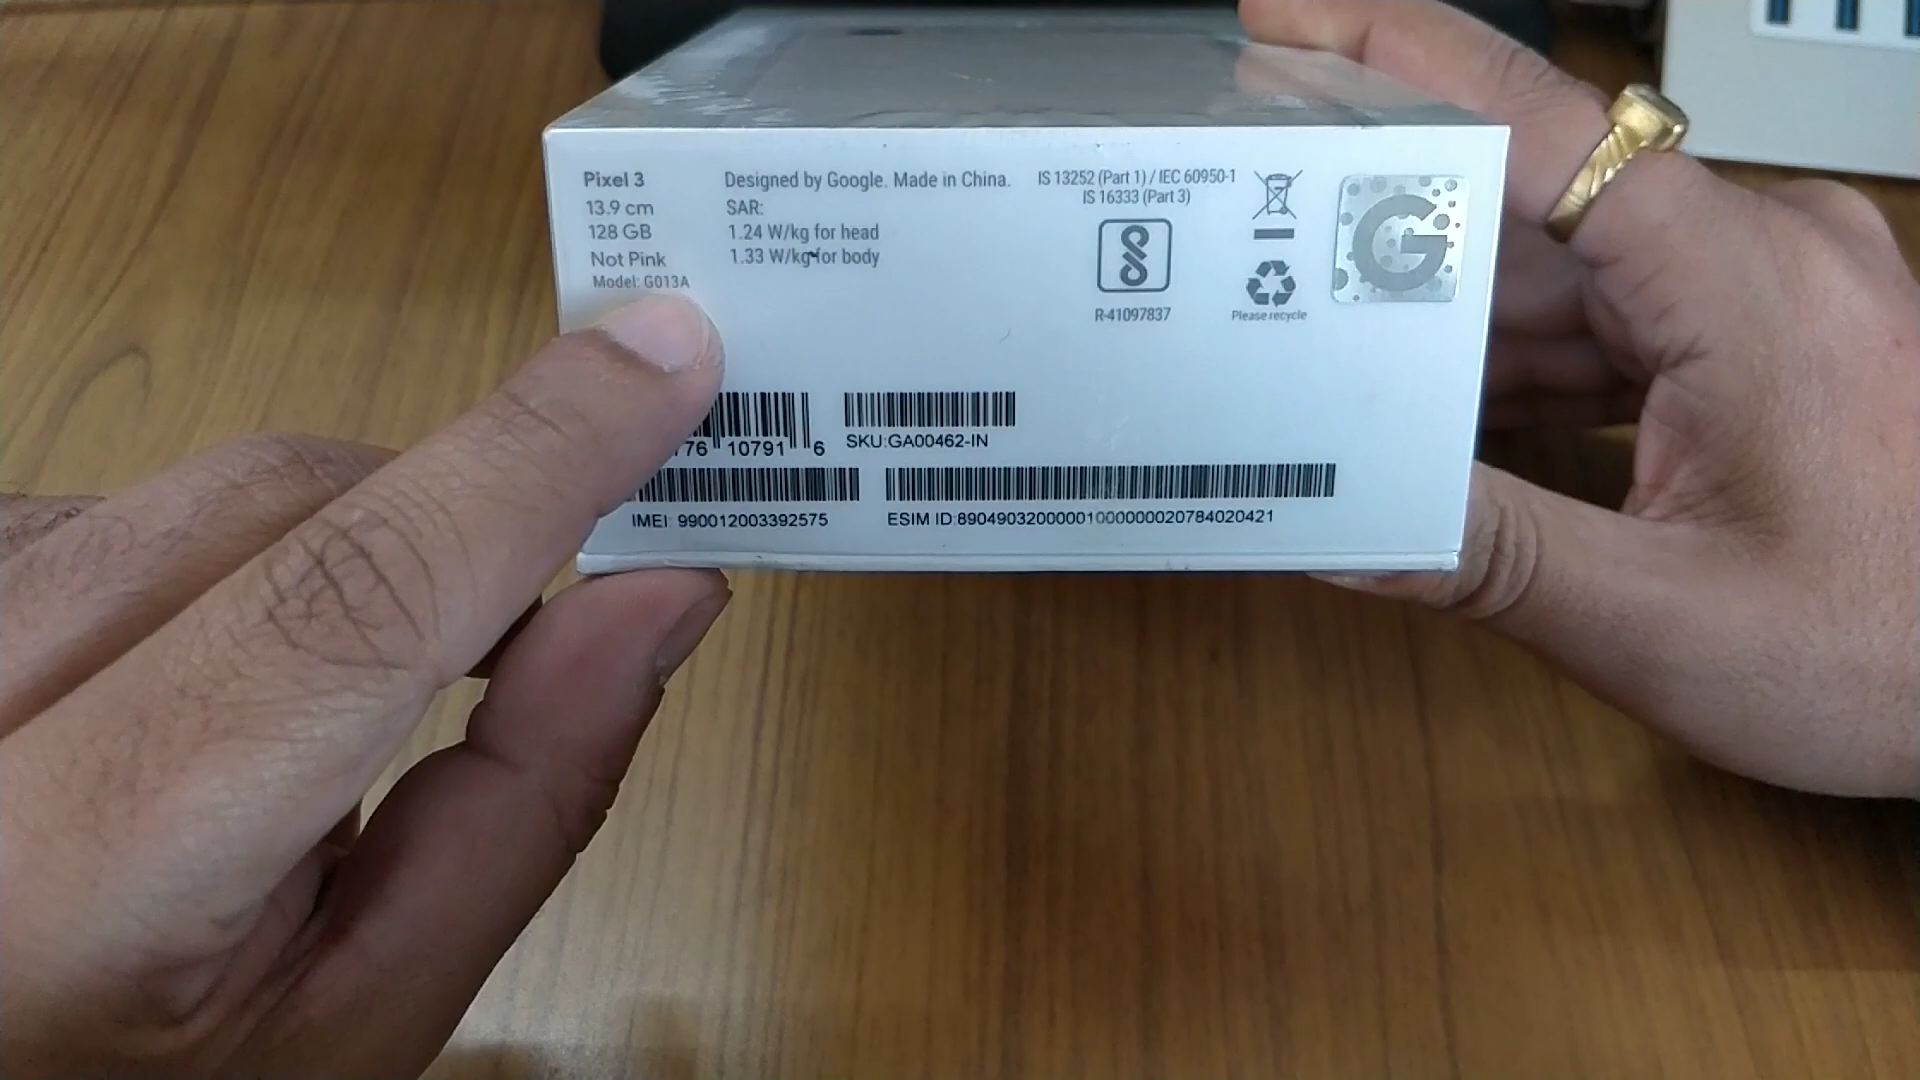 Pixel 3
13.9 cm
128 GB
Not Pink
Model: G013A
Designed by Google. Made in China.
SAR:
1.24 W/kg for head
1.33 W/kg for body
IS 13252 (Part 1) / IEC 60950-1
IS 16333 (Part 3)
R-41097837
Please recycle
G
76 10791 6
SKU:GA00462-IN
IMEI: 990012003392575
ESIM ID:89049032000001000000020784020421